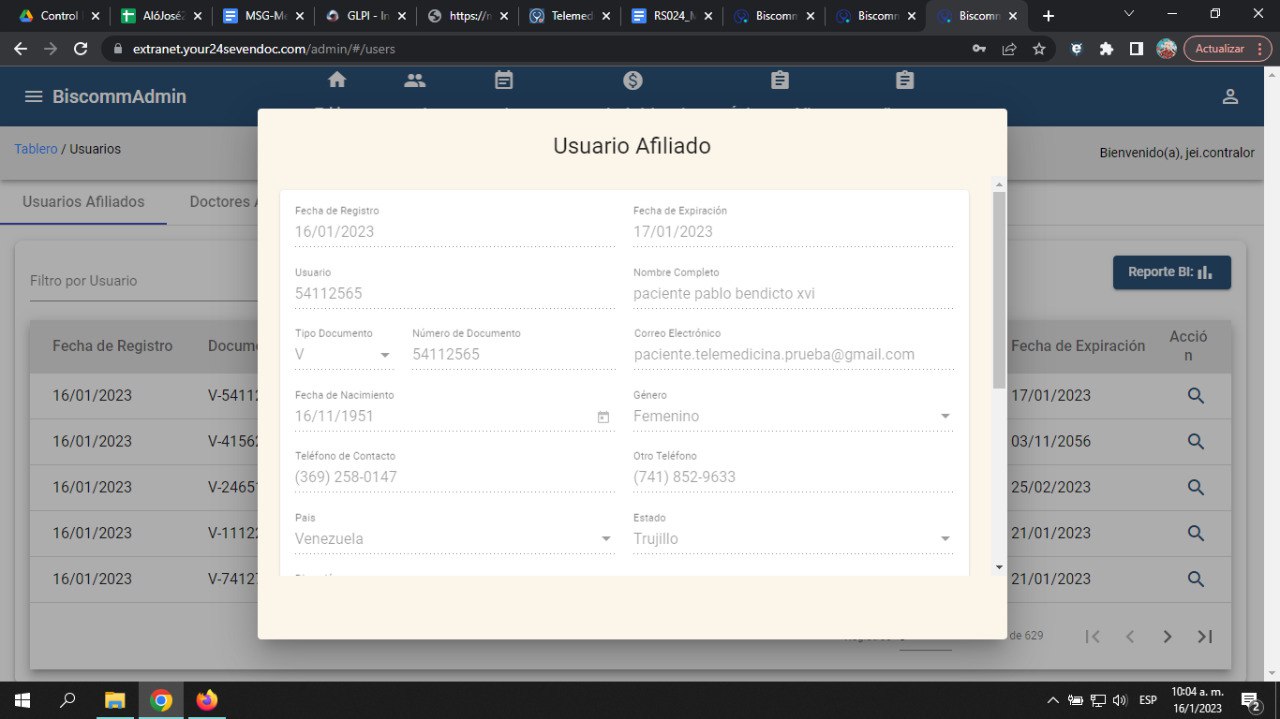 Control
AlóJosé2
MSG-Me
GLPI: In
https://n
Telemed
RS024_M
Biscomm
Biscomm
Biscomm
extranet.your24sevendoc.com/admin/#/users
Actualizar
BiscommAdmin
Tablero / Usuarios
Bienvenido(a), jei.contralor
Usuarios Afiliados
Doctores A
Filtro por Usuario
Reporte BI:
Fecha de Registro Docum Fecha de Expiración Acción
16/01/2023 V-5411 17/01/2023
16/01/2023 V-4156 03/11/2056
16/01/2023 V-2465 25/02/2023
16/01/2023 V-1112 21/01/2023
16/01/2023 V-7412 21/01/2023
de 629
Usuario Afiliado
Fecha de Registro Fecha de Expiración
16/01/2023 17/01/2023
Usuario Nombre Completo
54112565 paciente pablo bendicto xvi
Tipo Documento Número de Documento Correo Electrónico
V 54112565 paciente.telemedicina.prueba@gmail.com
Fecha de Nacimiento Género
16/11/1951 Femenino
Teléfono de Contacto Otro Teléfono
(369) 258-0147 (741) 852-9633
Pais Estado
Venezuela Trujillo
ESP
10:04 a. m.
16/1/2023
2